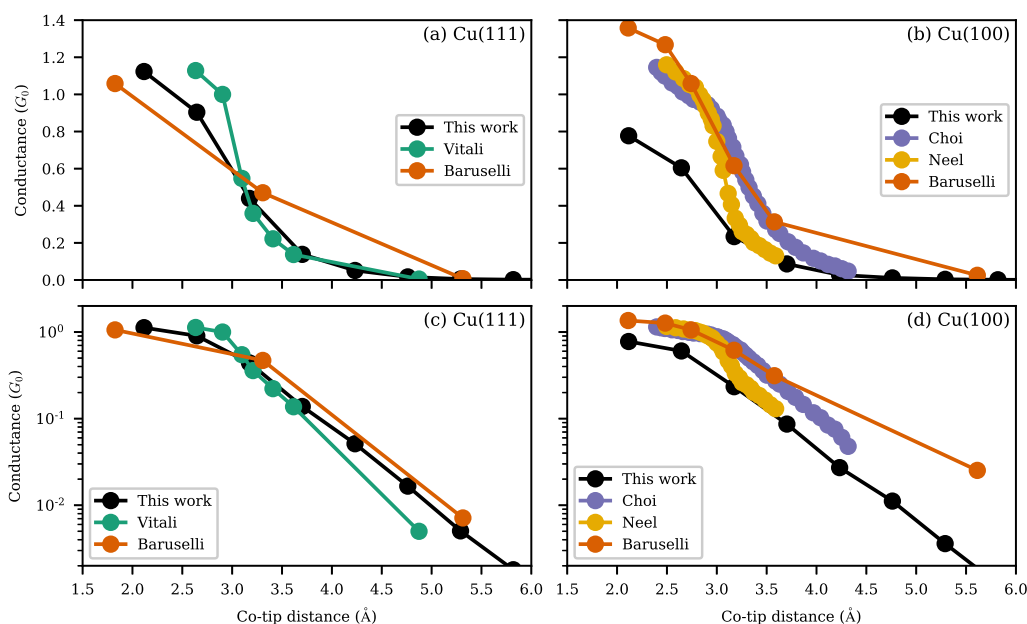 (a) Cu(111)
Conductance (G₀)
1.4
1.2
1.0
0.8
0.6
0.4
0.2
0.0
This work
Vitali
Baruselli
(b) Cu(100)
This work
Choi
Neel
Baruselli
(c) Cu(111)
Conductance (G₀)
10⁰
10⁻¹
10⁻²
This work
Vitali
Baruselli
1.5 2.0 2.5 3.0 3.5 4.0 4.5 5.0 5.5 6.0
Co-tip distance (Å)
(d) Cu(100)
This work
Choi
Neel
Baruselli
1.5 2.0 2.5 3.0 3.5 4.0 4.5 5.0 5.5 6.0
Co-tip distance (Å)